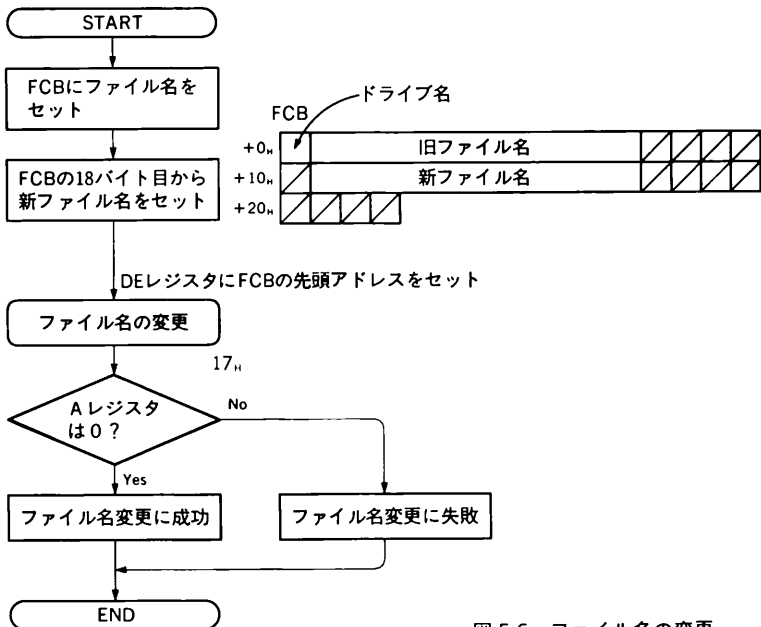 START
FCBにファイル名を
セット
FCBの18バイト目から
新ファイル名をセット
FCB
ドライブ名
+0H
旧ファイル名
+10H
新ファイル名
+20H
DEレジスタにFCBの先頭アドレスをセット
ファイル名の変更
17H
Aレジスタ
は0？
No
Yes
ファイル名変更に成功
ファイル名変更に失敗
END